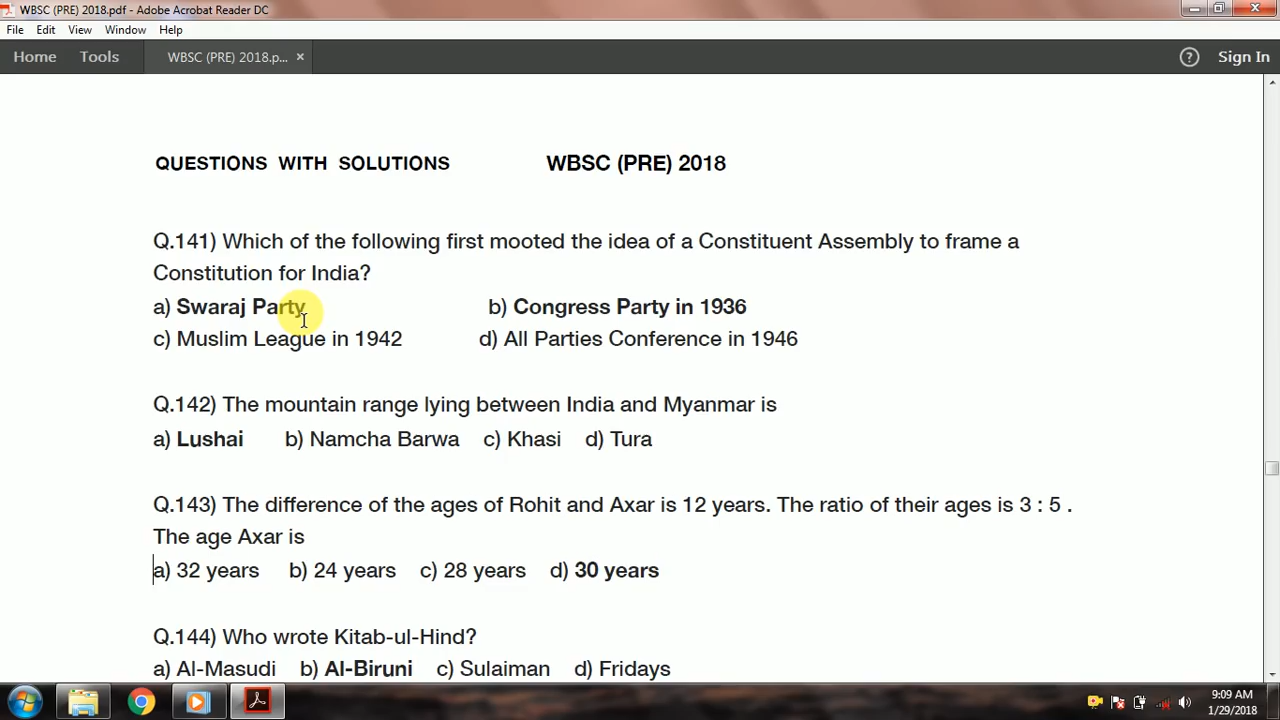 WBSC (PRE) 2018.pdf - Adobe Acrobat Reader DC
File Edit View Window Help
Home Tools WBSC (PRE) 2018.p... × ? Sign In
QUESTIONS WITH SOLUTIONS WBSC (PRE) 2018
Q.141) Which of the following first mooted the idea of a Constituent Assembly to frame a
Constitution for India?
a) Swaraj Party b) Congress Party in 1936
c) Muslim League in 1942 d) All Parties Conference in 1946
Q.142) The mountain range lying between India and Myanmar is
a) Lushai b) Namcha Barwa c) Khasi d) Tura
Q.143) The difference of the ages of Rohit and Axar is 12 years. The ratio of their ages is 3 : 5 .
The age Axar is
a) 32 years b) 24 years c) 28 years d) 30 years
Q.144) Who wrote Kitab-ul-Hind?
a) Al-Masudi b) Al-Biruni c) Sulaiman d) Fridays
9:09 AM
1/29/2018